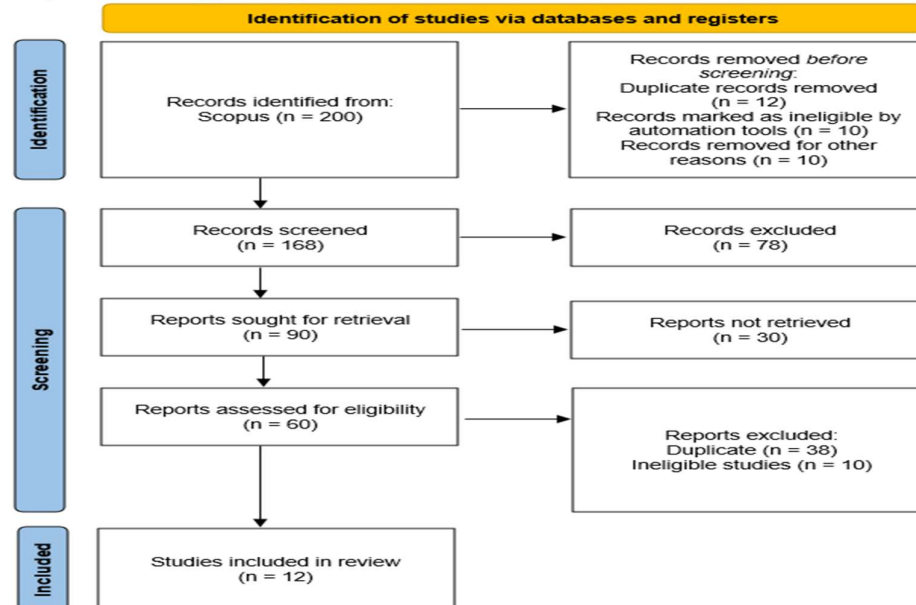 Identification of studies via databases and registers
Identification
Records identified from:
Scopus (n = 200)
Records removed before
screening:
Duplicate records removed
(n = 12)
Records marked as ineligible by
automation tools (n = 10)
Records removed for other
reasons (n = 10)
Screening
Records screened
(n = 168)
Records excluded
(n = 78)
Reports sought for retrieval
(n = 90)
Reports not retrieved
(n = 30)
Reports assessed for eligibility
(n = 60)
Reports excluded:
Duplicate (n = 38)
Ineligible studies (n = 10)
Included
Studies included in review
(n = 12)